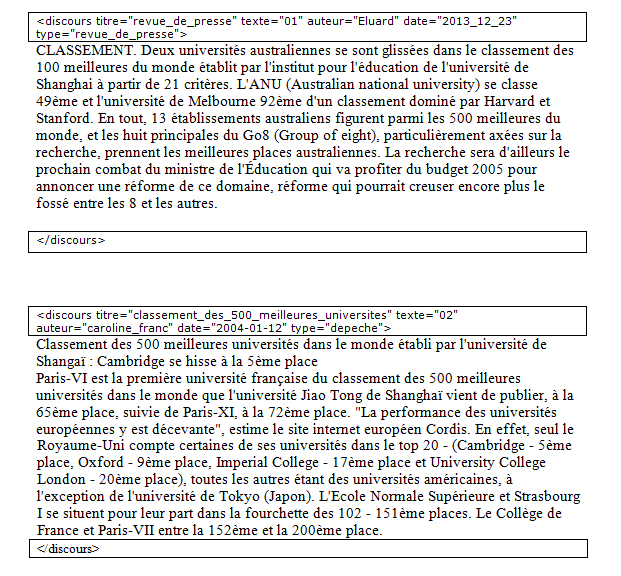 <discours titre="revue_de_presse" texte="01" auteur="Eluard" date="2013_12_23"
type="revue_de_presse">
CLASSEMENT. Deux universités australiennes se sont glissées dans le classement des
100 meilleures du monde établit par l'institut pour l'éducation de l'université de
Shanghai à partir de 21 critères. L'ANU (Australian national university) se classe
49ème et l'université de Melbourne 92ème d'un classement dominé par Harvard et
Stanford. En tout, 13 établissements australiens figurent parmi les 500 meilleures du
monde, et les huit principales du Go8 (Group of eight), particulièrement axées sur la
recherche, prennent les meilleures places australiennes. La recherche sera d'ailleurs le
prochain combat du ministre de l'Éducation qui va profiter du budget 2005 pour
annoncer une réforme de ce domaine, réforme qui pourrait creuser encore plus le
fossé entre les 8 et les autres.
</discours>
<discours titre="classement_des_500_meilleures_universites" texte="02"
auteur="caroline_franc" date="2004-01-12" type="depeche">
Classement des 500 meilleures universités dans le monde établi par l'université de
Shangaï : Cambridge se hisse à la 5ème place
Paris-VI est la première université française du classement des 500 meilleures
universités dans le monde que l'université Jiao Tong de Shanghaï vient de publier, à la
65ème place, suivie de Paris-XI, à la 72ème place. "La performance des universités
européennes y est décevante", estime le site internet européen Cordis. En effet, seul le
Royaume-Uni compte certaines de ses universités dans le top 20 - (Cambridge - 5ème
place, Oxford - 9ème place, Imperial College - 17ème place et University College
London - 20ème place), toutes les autres étant des universités américaines, à
l'exception de l'université de Tokyo (Japon). L'Ecole Normale Supérieure et Strasbourg
I se situent pour leur part dans la fourchette des 102 - 151èmes places. Le Collège de
France et Paris-VII entre la 152ème et la 200ème place.
</discours>